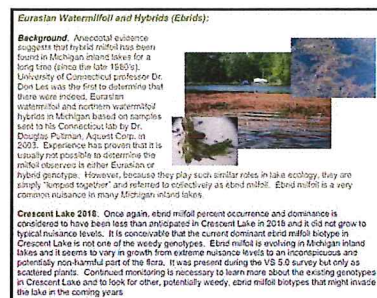 Eurasian Watermilfoil and Hybrids (Ebrids):
Background. Anecdotal evidence
suggests that hybrid milfoil has been
found in Michigan inland lakes for a
long time (since the late 1980's).
University of Connecticut professor Dr.
Don Les was the first to determine that
there were indeed, Eurasian
watermilfoil and northern watermilfoil
hybrids in Michigan based on samples
sent to his Connecticut lab by Dr.
Douglas Pullman, Aquest Corp. in
2003. Experience has proven that it is
usually not possible to determine the
milfoil observed is either Eurasian or
hybrid genotype. However, because they play such similar roles in lake ecology, they are
simply "lumped together" and referred to collectively as ebrid milfoil. Ebrid milfoil is a very
common nuisance in many Michigan inland lakes.
Crescent Lake 2018. Once again, ebrid milfoil percent occurrence and dominance is
considered to have been less than anticipated in Crescent Lake in 2018 and it did not grow to
typical nuisance levels. It is conceivable that the current dominant ebrid milfoil biotype in
Crescent Lake is not one of the weedy genotypes. Ebrid milfoil is evolving in Michigan inland
lakes and it seems to vary in growth from extreme nuisance levels to an inconspicuous and
potentially non-harmful part of the flora. It was present during the VS 5.0 survey but only as
scattered plants. Continued monitoring is necessary to learn more about the existing genotypes
in Crescent Lake and to look for other, potentially weedy, ebrid milfoil biotypes that might invade
the lake in the coming years